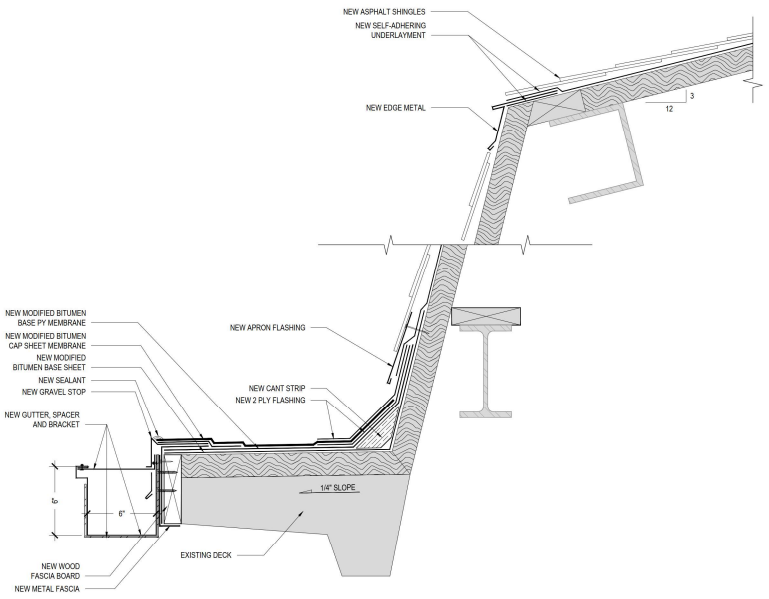 NEW ASPHALT SHINGLES
NEW SELF-ADHERING
UNDERLAYMENT
NEW EDGE METAL
3
12
NEW MODIFIED BITUMEN
BASE PY MEMBRANE
NEW MODIFIED BITUMEN
CAP SHEET MEMBRANE
NEW MODIFIED
BITUMEN BASE SHEET
NEW SEALANT
NEW GRAVEL STOP
NEW GUTTER, SPACER
AND BRACKET
NEW APRON FLASHING
NEW CANT STRIP
NEW 2 PLY FLASHING
6"
6"
1/4" SLOPE
EXISTING DECK
NEW WOOD
FASCIA BOARD
NEW METAL FASCIA